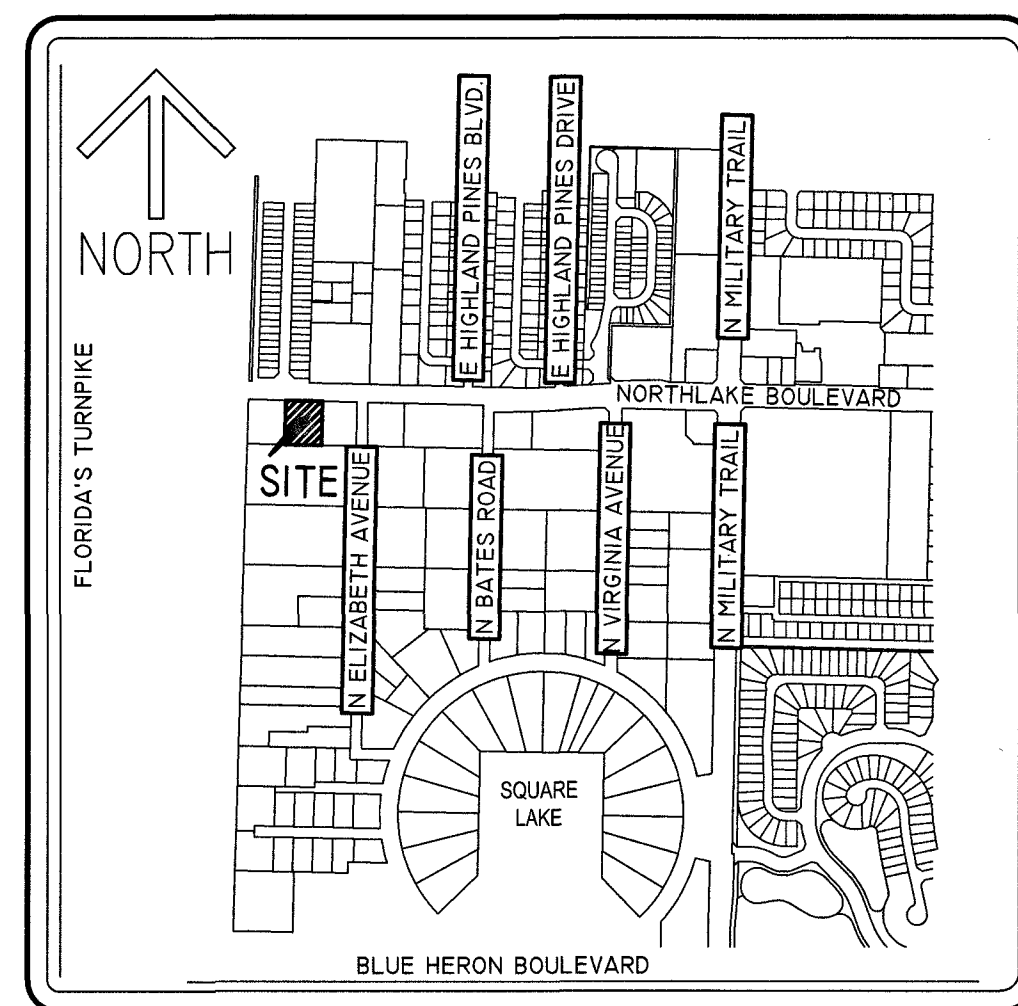 NORTH
E HIGHLAND PINES BLVD.
E HIGHLAND PINES DRIVE
N MILITARY TRAIL
NORTHLAKE BOULEVARD
FLORIDA'S TURNPIKE
SITE
N ELIZABETH AVENUE
N BATES ROAD
N VIRGINIA AVENUE
N MILITARY TRAIL
SQUARE
LAKE
BLUE HERON BOULEVARD